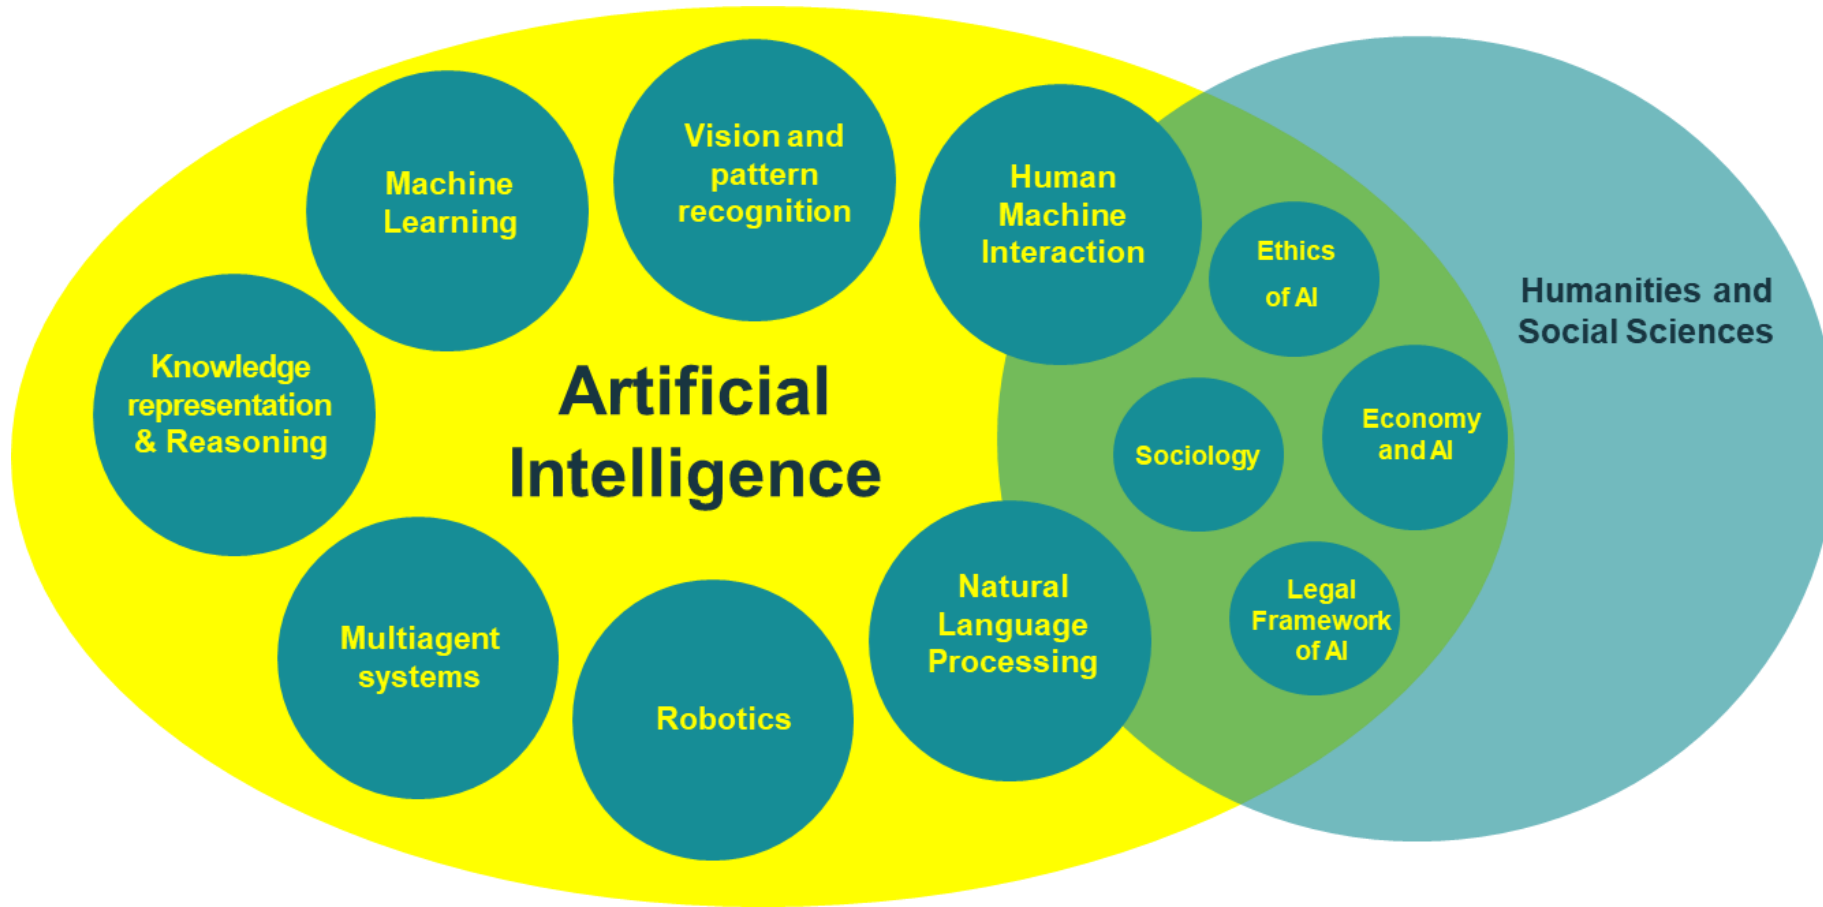 Machine
Learning
Vision and
pattern
recognition
Human
Machine
Interaction
Ethics
of AI
Humanities and
Social Sciences
Knowledge
representation
& Reasoning
Artificial
Intelligence
Sociology
Economy
and AI
Multiagent
systems
Robotics
Natural
Language
Processing
Legal
Framework
of AI